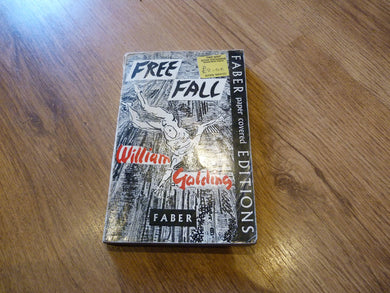 FREE
FALL
William
Golding
FABER
FABER paper covered EDITIONS